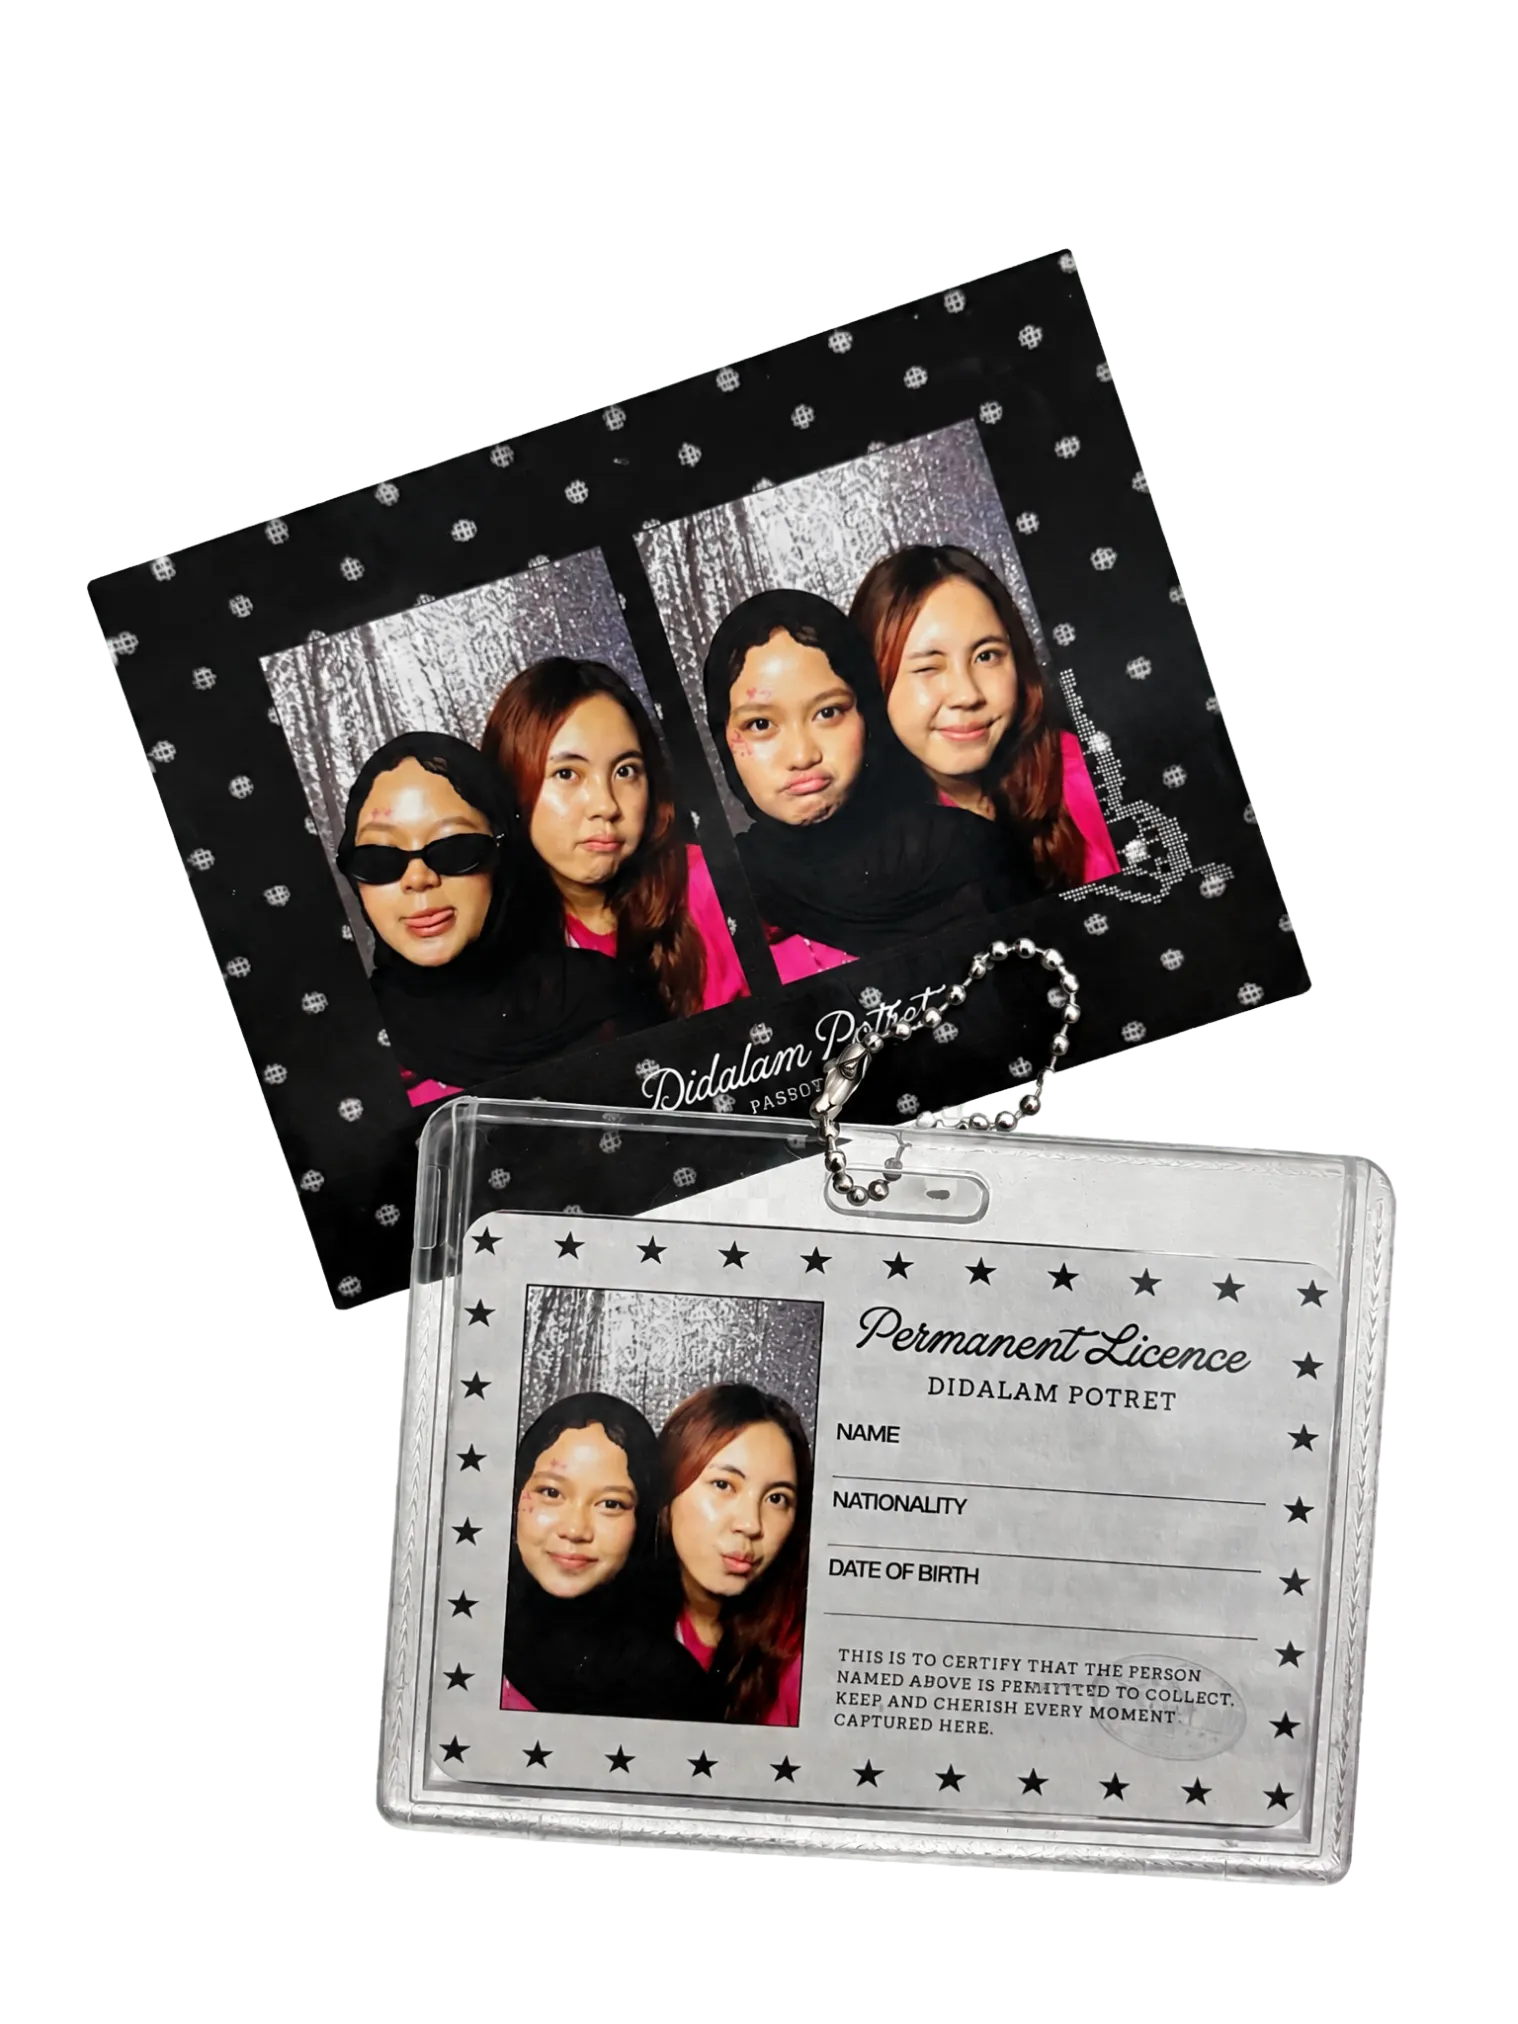 Didalam Potret
Permanent Licence
DIDALAM POTRET
NAME
NATIONALITY
DATE OF BIRTH
THIS IS TO CERTIFY THAT THE PERSON
NAMED ABOVE IS PERMITTED TO COLLECT,
KEEP AND CHERISH EVERY MOMENT
CAPTURED HERE.